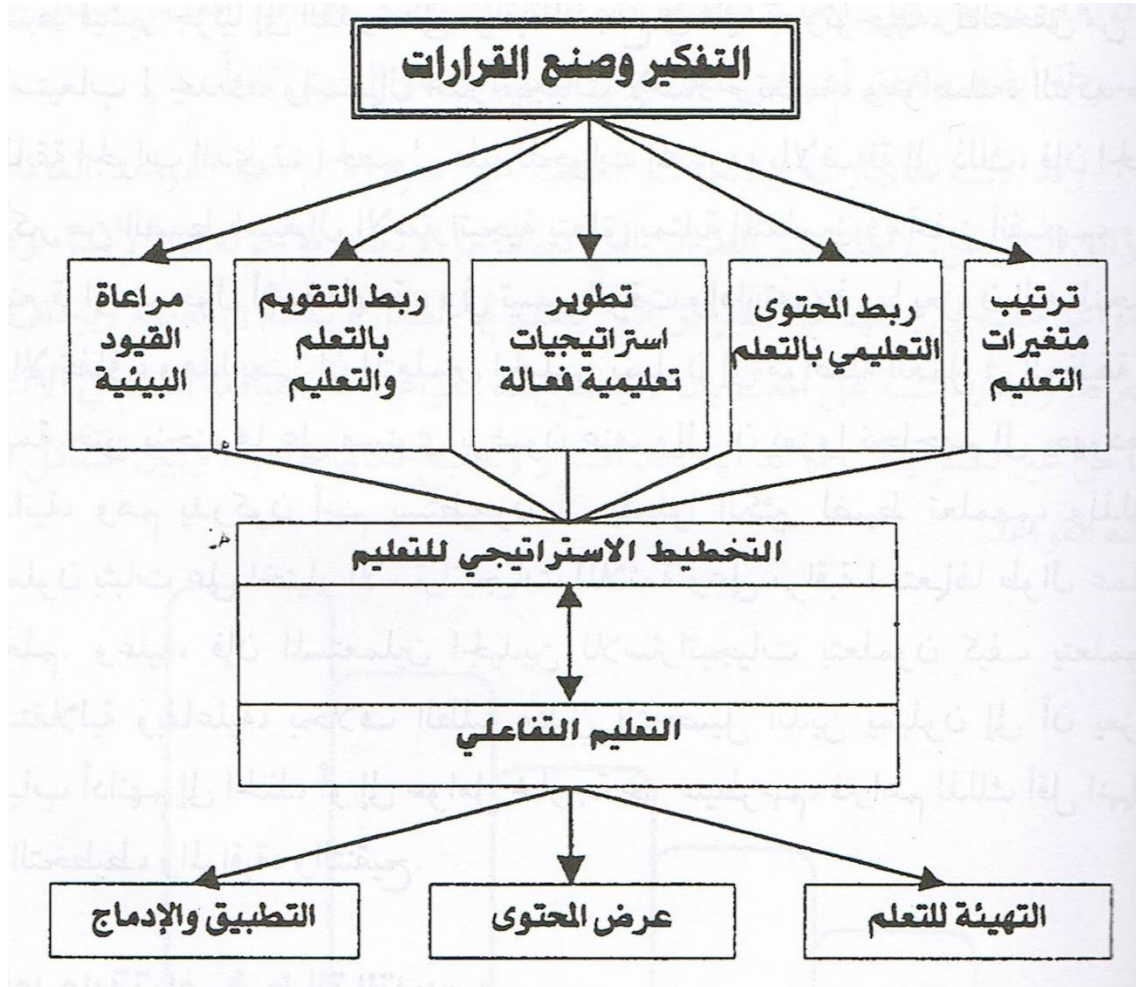 التفكير وصنع القرارات
ترتيب
متغيرات
التعليم
ربط المحتوى
التعليمي بالتعلم
تطوير
استراتيجيات
تعليمية فعالة
ربط التقويم
بالتعلم
والتعليم
مراعاة
القيود
البيئية
التخطيط الاستراتيجي للتعليم
التعليم التفاعلي
التهيئة للتعلم
عرض المحتوى
التطبيق والإدماج